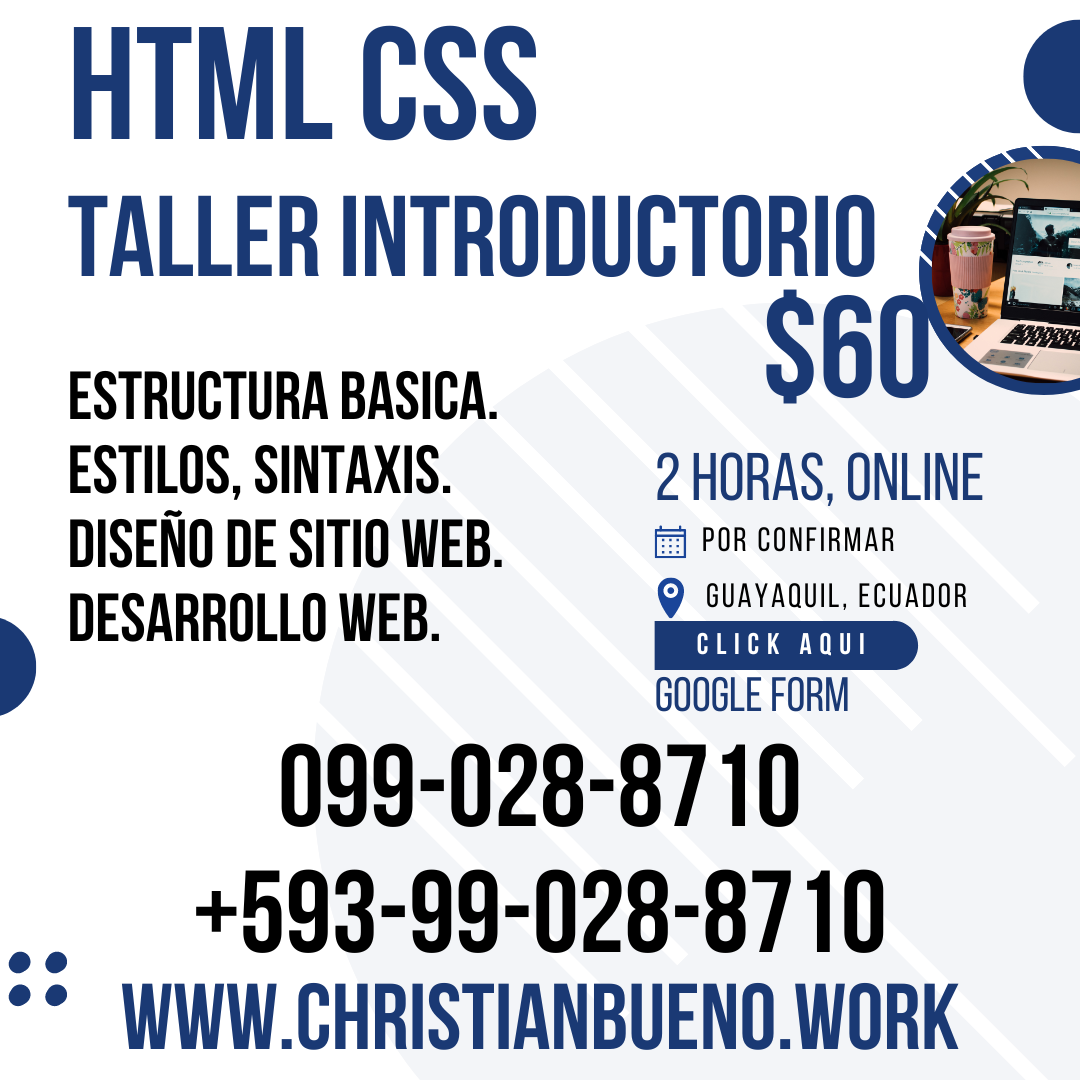 HTML CSS
TALLER INTRODUCTORIO
$60
ESTRUCTURA BASICA.
ESTILOS, SINTAXIS.
DISEÑO DE SITIO WEB.
DESARROLLO WEB.
2 HORAS, ONLINE
POR CONFIRMAR
GUAYAQUIL, ECUADOR
CLICK AQUI
GOOGLE FORM
099-028-8710
+593-99-028-8710
WWW.CHRISTIANBUENO.WORK